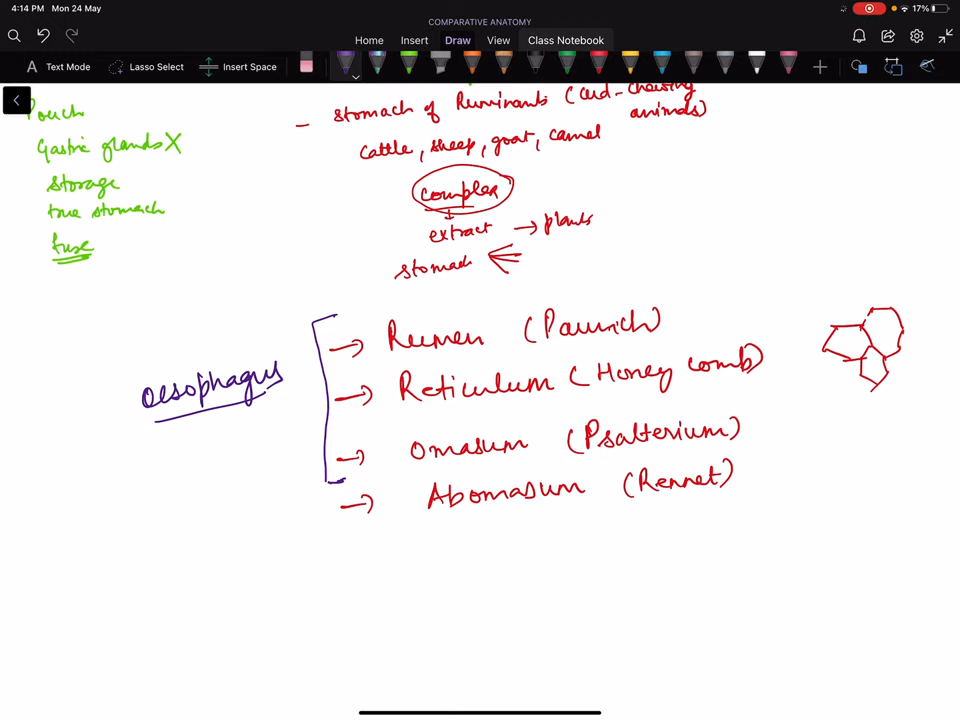 4:14 PM Mon 24 May
17%
COMPARATIVE ANATOMY
Home Insert Draw View Class Notebook
Text Mode Lasso Select Insert Space
Pouch
Gastric glands X
Storage
true stomach
fuse
- stomach of Ruminants (cud-chewing
animals)
cattle, sheep, goat, camel
complex
extract → plants
stomach
oesophagus
→ Rumen (Paunch)
→ Reticulum (Honey comb)
→ Omasum (Psalterium)
→ Abomasum (Rennet)